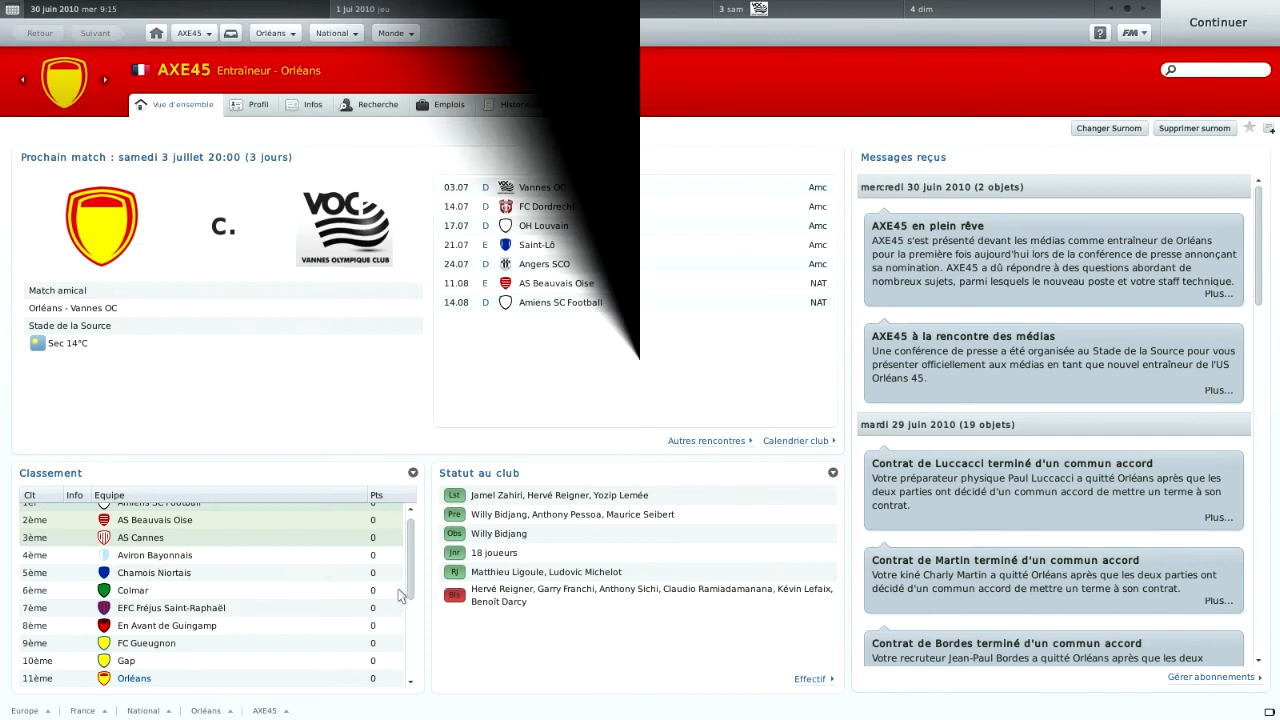 30 juin 2010 mer 9:15
1 jui 2010 jeu
3 sam
4 dim
Retour
Suivant
AXE45
Orléans
National
Monde
FM
Continuer
AXE45 Entraîneur - Orléans
Vue d'ensemble
Profil
Infos
Recherche
Emplois
Changer Surnom
Supprimer surnom
Prochain match : samedi 3 juillet 20:00 (3 jours)
c.
VOC
VANNES OLYMPIQUE CLUB
Match amical
Orléans - Vannes OC
Stade de la Source
Sec 14°C
03.07 D Vannes OC Amc
14.07 D FC Dordrecht Amc
17.07 D OH Louvain Amc
21.07 E Saint-Lô Amc
24.07 D Angers SCO Amc
11.08 E AS Beauvais Oise NAT
14.08 D Amiens SC Football NAT
Autres rencontres
Calendrier club
Messages reçus
mercredi 30 juin 2010 (2 objets)
AXE45 en plein rêve
AXE45 s'est présenté devant les médias comme entraîneur de Orléans
pour la première fois aujourd'hui lors de la conférence de presse annonçant
sa nomination. AXE45 a dû répondre à des questions abordant de
nombreux sujets, parmi lesquels le nouveau poste et votre staff technique.
Plus...
AXE45 à la rencontre des médias
Une conférence de presse a été organisée au Stade de la Source pour vous
présenter officiellement aux médias en tant que nouvel entraîneur de l'US
Orléans 45.
Plus...
mardi 29 juin 2010 (19 objets)
Contrat de Luccacci terminé d'un commun accord
Votre préparateur physique Paul Luccacci a quitté Orléans après que les
deux parties ont décidé d'un commun accord de mettre un terme à son
contrat.
Plus...
Contrat de Martin terminé d'un commun accord
Votre kiné Charly Martin a quitté Orléans après que les deux parties ont
décidé d'un commun accord de mettre un terme à son contrat.
Plus...
Contrat de Bordes terminé d'un commun accord
Votre recruteur Jean-Paul Bordes a quitté Orléans après que les deux
Gérer abonnements
Classement
Clt Info Equipe Pts
1er Amiens SC Football 0
2ème AS Beauvais Oise 0
3ème AS Cannes 0
4ème Aviron Bayonnais 0
5ème Chamois Niortais 0
6ème Colmar 0
7ème EFC Fréjus Saint-Raphaël 0
8ème En Avant de Guingamp 0
9ème FC Gueugnon 0
10ème Gap 0
11ème Orléans 0
Statut au club
Lst Jamel Zahiri, Hervé Reigner, Yozip Lemée
Pre Willy Bidjang, Anthony Pessoa, Maurice Seibert
Obs Willy Bidjang
Jnr 18 joueurs
RJ Matthieu Ligoule, Ludovic Michelot
Bls Hervé Reigner, Garry Franchi, Anthony Sichi, Claudio Ramiadamanana, Kévin Lefaix,
Benoît Darcy
Effectif
Europe
France
National
Orléans
AXE45